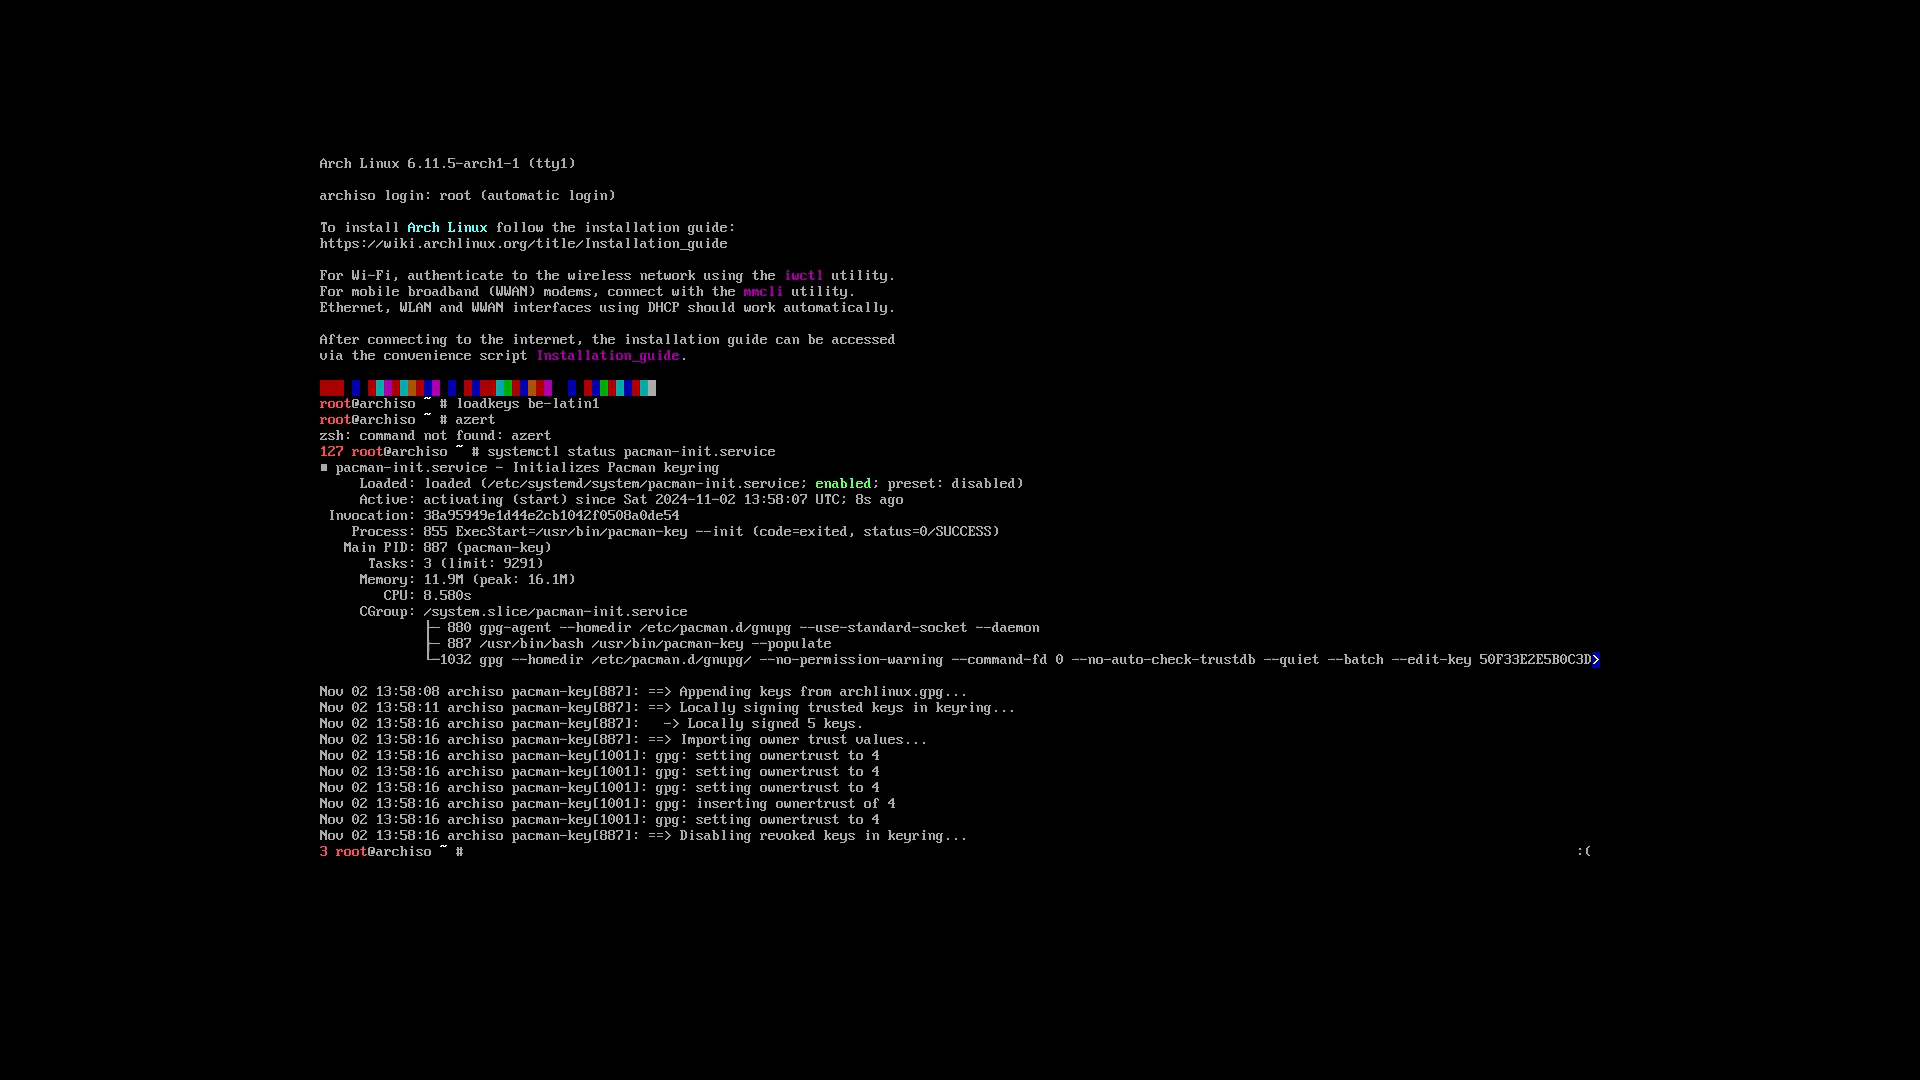 Arch Linux 6.11.5-arch1-1 (tty1)
archiso login: root (automatic login)
To install Arch Linux follow the installation guide:
https://wiki.archlinux.org/title/Installation_guide
For Wi-Fi, authenticate to the wireless network using the iwctl utility.
For mobile broadband (WWAN) modems, connect with the mmcli utility.
Ethernet, WLAN and WWAN interfaces using DHCP should work automatically.
After connecting to the internet, the installation guide can be accessed
via the convenience script Installation_guide.
root@archiso ~ # loadkeys be-latin1
root@archiso ~ # azert
zsh: command not found: azert
127 root@archiso ~ # systemctl status pacman-init.service
■ pacman-init.service - Initializes Pacman keyring
     Loaded: loaded (/etc/systemd/system/pacman-init.service; enabled; preset: disabled)
     Active: activating (start) since Sat 2024-11-02 13:58:07 UTC; 8s ago
 Invocation: 38a95949e1d44e2cb1042f0508a0de54
    Process: 855 ExecStart=/usr/bin/pacman-key --init (code=exited, status=0/SUCCESS)
   Main PID: 887 (pacman-key)
      Tasks: 3 (limit: 9291)
     Memory: 11.9M (peak: 16.1M)
        CPU: 8.580s
     CGroup: /system.slice/pacman-init.service
             ├─ 880 gpg-agent --homedir /etc/pacman.d/gnupg --use-standard-socket --daemon
             ├─ 887 /usr/bin/bash /usr/bin/pacman-key --populate
             └─1032 gpg --homedir /etc/pacman.d/gnupg/ --no-permission-warning --command-fd 0 --no-auto-check-trustdb --quiet --batch --edit-key 50F33E2E5B0C3D>
Nov 02 13:58:08 archiso pacman-key[887]: ==> Appending keys from archlinux.gpg...
Nov 02 13:58:11 archiso pacman-key[887]: ==> Locally signing trusted keys in keyring...
Nov 02 13:58:16 archiso pacman-key[887]:   -> Locally signed 5 keys.
Nov 02 13:58:16 archiso pacman-key[887]: ==> Importing owner trust values...
Nov 02 13:58:16 archiso pacman-key[1001]: gpg: setting ownertrust to 4
Nov 02 13:58:16 archiso pacman-key[1001]: gpg: setting ownertrust to 4
Nov 02 13:58:16 archiso pacman-key[1001]: gpg: setting ownertrust to 4
Nov 02 13:58:16 archiso pacman-key[1001]: gpg: inserting ownertrust of 4
Nov 02 13:58:16 archiso pacman-key[1001]: gpg: setting ownertrust to 4
Nov 02 13:58:16 archiso pacman-key[887]: ==> Disabling revoked keys in keyring...
3 root@archiso ~ # :(